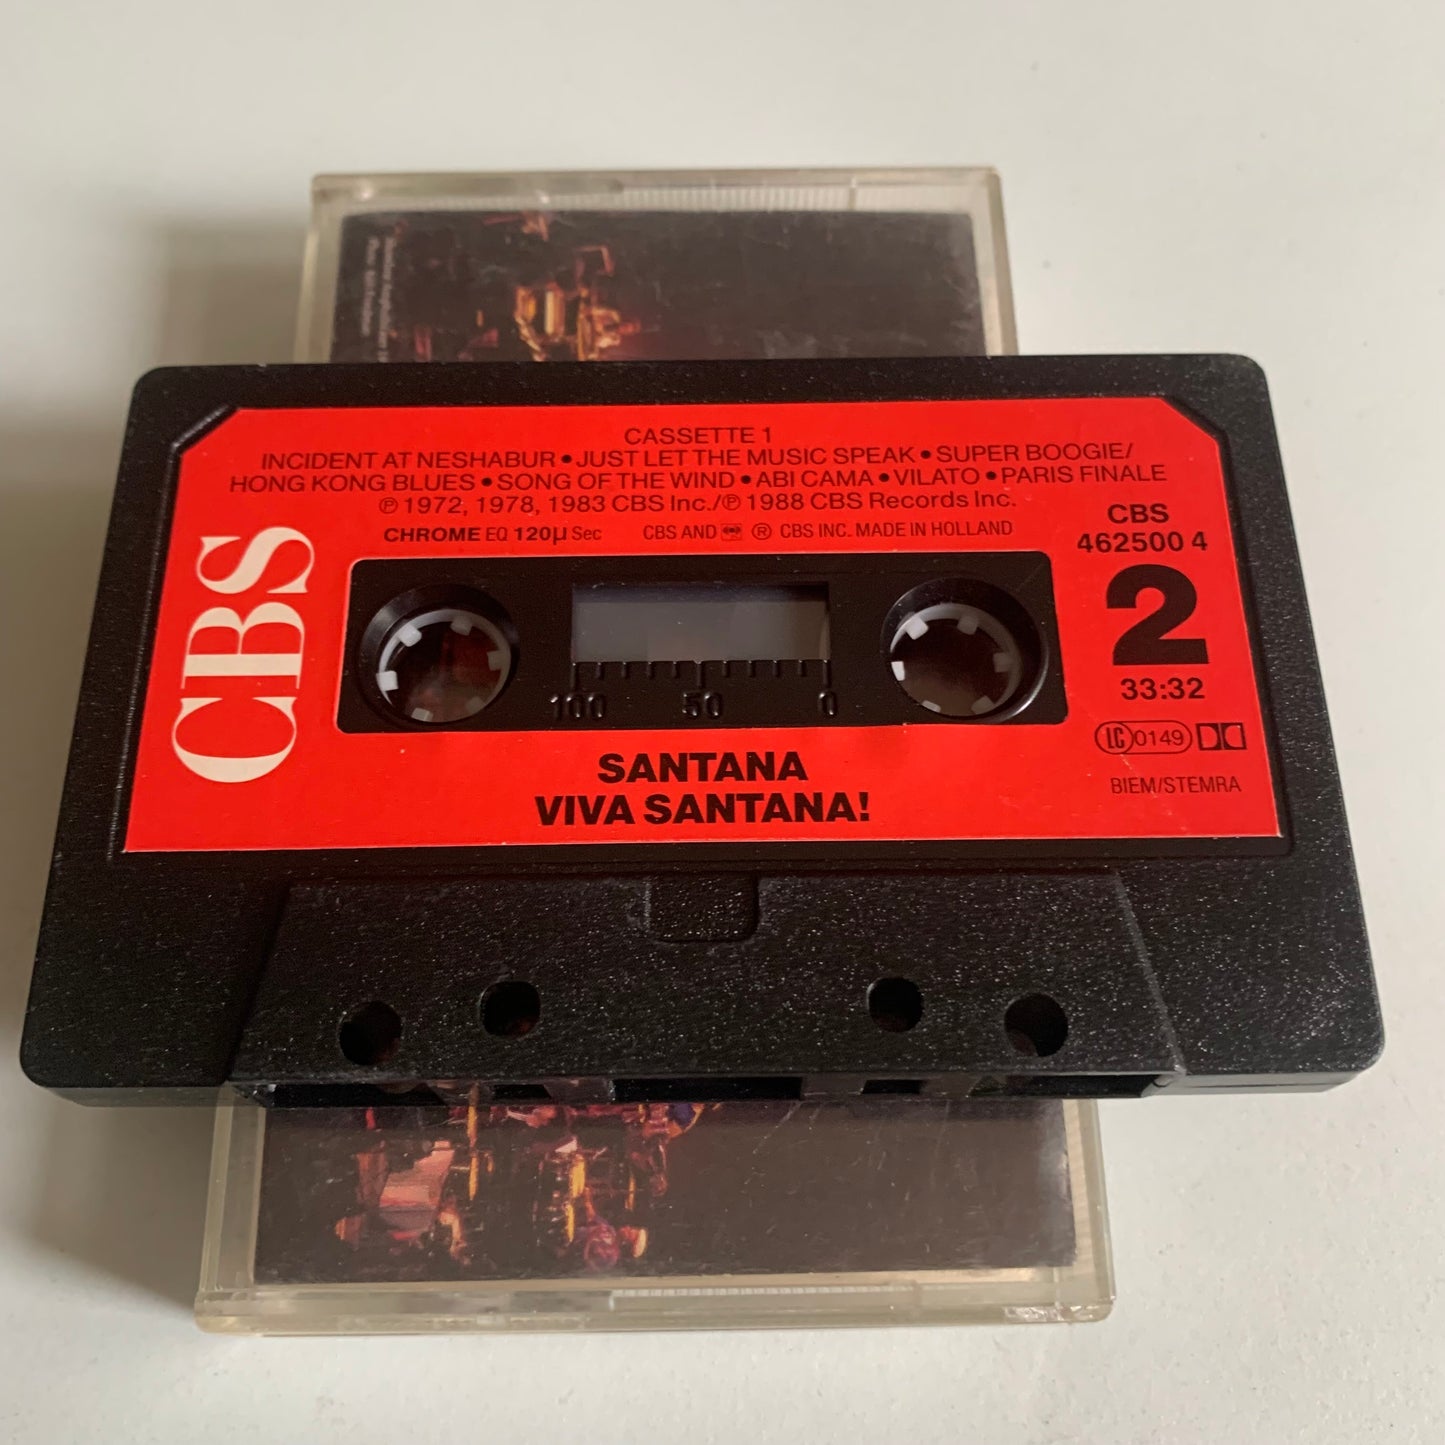 CASSETTE 1
INCIDENT AT NESHABUR • JUST LET THE MUSIC SPEAK • SUPER BOOGIE/
HONG KONG BLUES • SONG OF THE WIND • ABI CAMA • VILATO • PARIS FINALE
℗ 1972, 1978, 1983 CBS Inc./℗ 1988 CBS Records Inc.
CHROME EQ 120µ Sec CBS AND ® CBS INC. MADE IN HOLLAND
CBS
462500 4
2
33:32
LC 0149
BIEM/STEMRA
CBS
100 50 0
SANTANA
VIVA SANTANA!